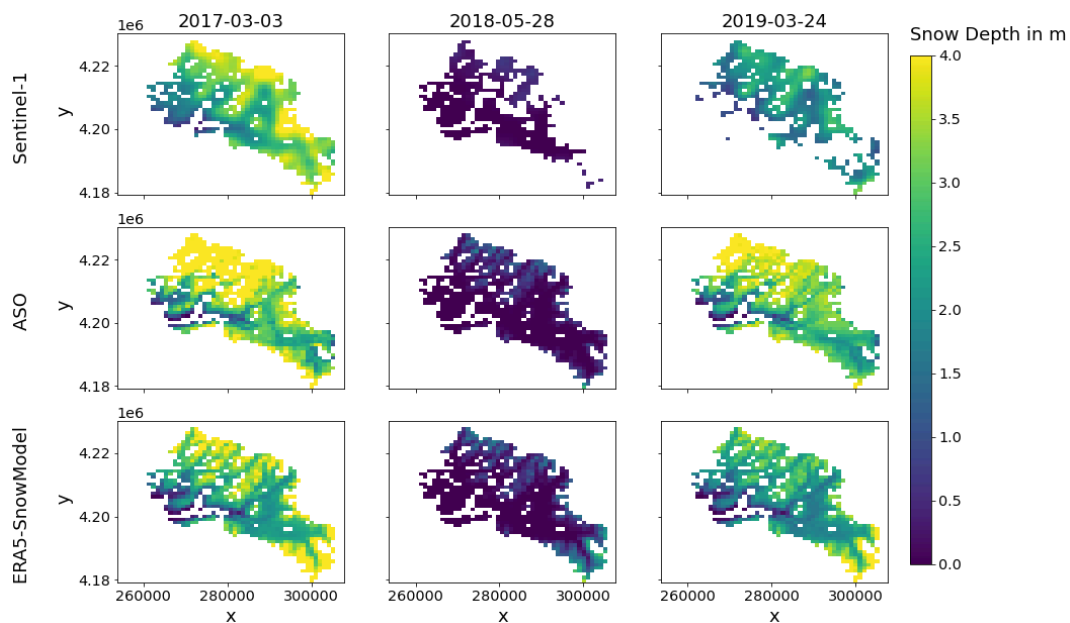 2017-03-03 2018-05-28 2019-03-24
Snow Depth in m
1e6
4.22
4.20
4.18
y
Sentinel-1
4.0
3.5
3.0
2.5
2.0
1.5
1.0
0.5
0.0
1e6
4.22
4.20
4.18
y
ASO
1e6
4.22
4.20
4.18
y
ERA5-SnowModel
260000 280000 300000 260000 280000 300000 260000 280000 300000
x x x